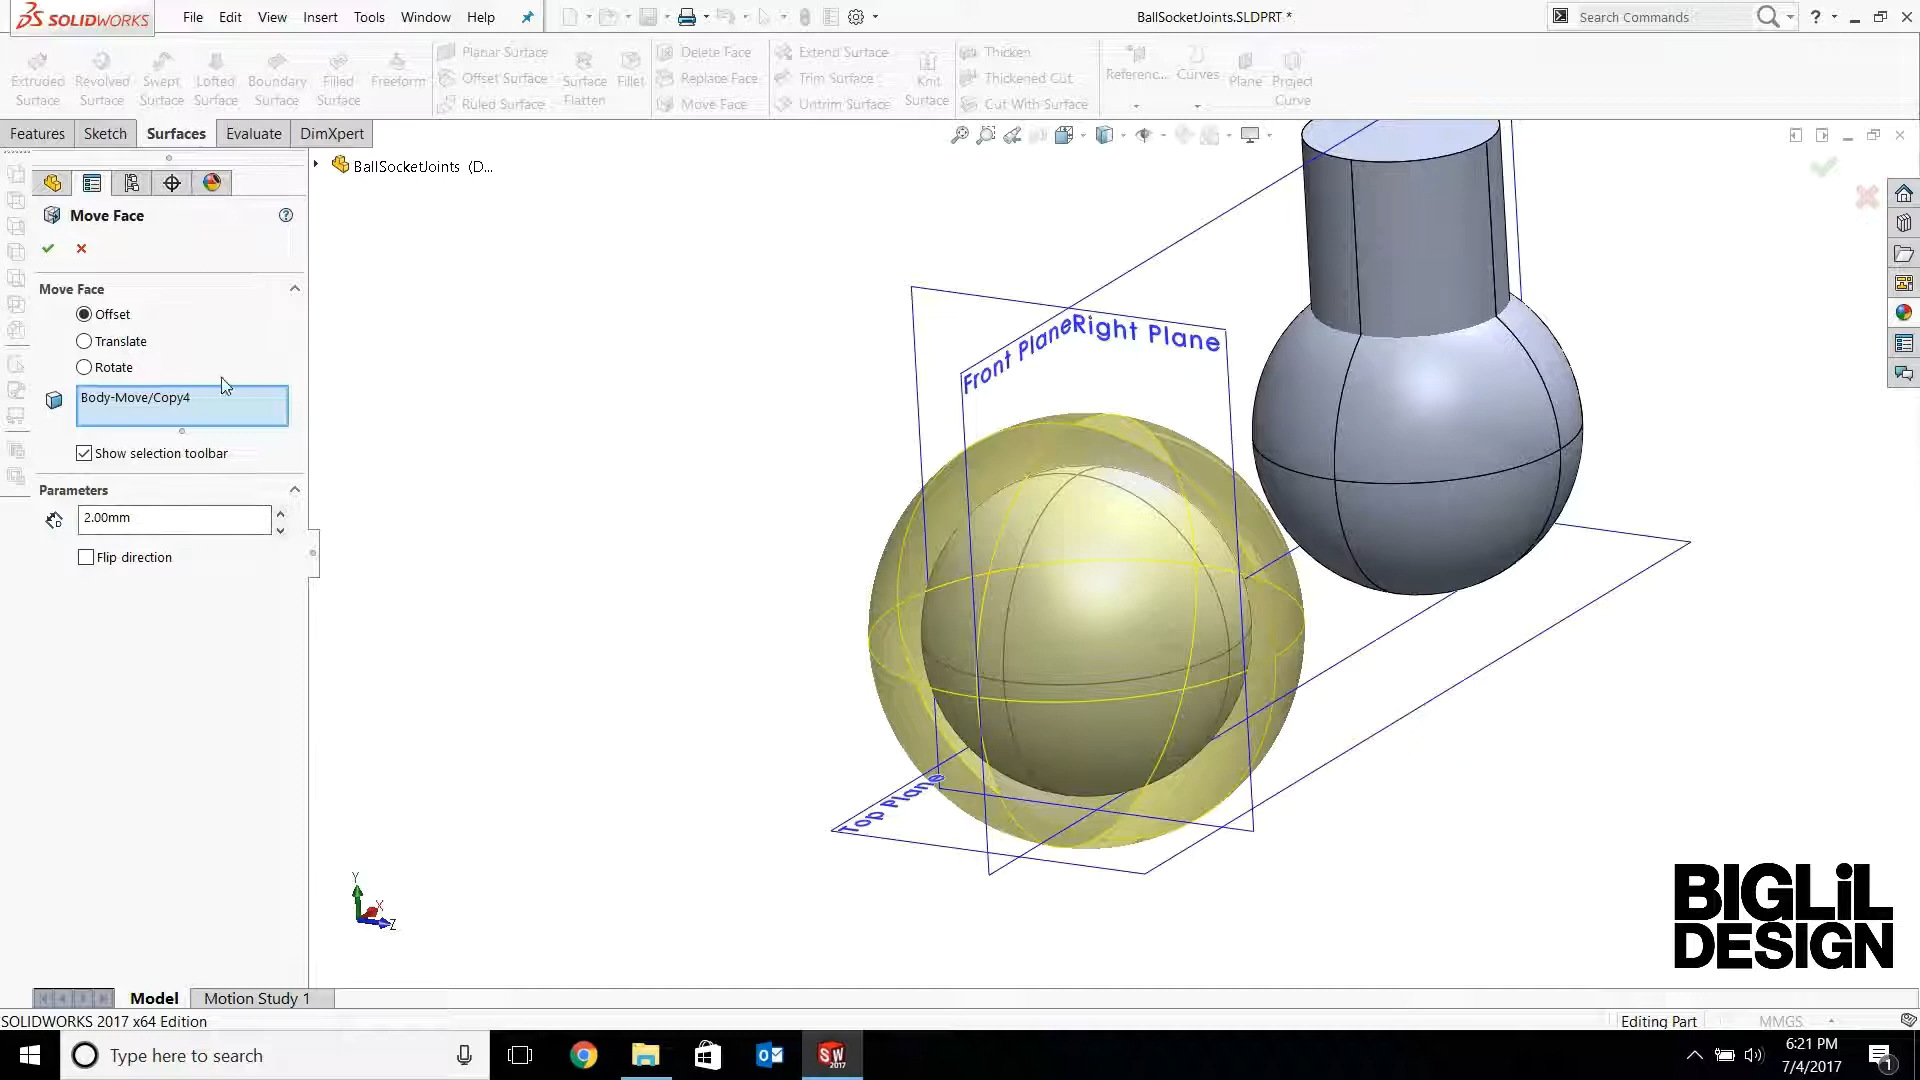 SOLIDWORKS
File Edit View Insert Tools Window Help
BallSocketJoints.SLDPRT *
Search Commands
Extruded Surface
Revolved Surface
Swept Surface
Lofted Surface
Boundary Surface
Filled Surface
Freeform
Planar Surface
Offset Surface
Ruled Surface
Surface Flatten
Fillet
Delete Face
Replace Face
Move Face
Extend Surface
Trim Surface
Untrim Surface
Knit Surface
Thicken
Thickened Cut
Cut With Surface
Referenc...
Curves
Plane
Project Curve
Features Sketch Surfaces Evaluate DimXpert
BallSocketJoints (D...
Move Face
Move Face
Offset
Translate
Rotate
Body-Move/Copy4
Show selection toolbar
Parameters
2.00mm
Flip direction
Front Plane
Right Plane
Top Plane
Y
X
Z
BIGLiL
DESIGN
Model Motion Study 1
SOLIDWORKS 2017 x64 Edition
Editing Part
MMGS
Type here to search
SW
2017
6:21 PM
7/4/2017
1